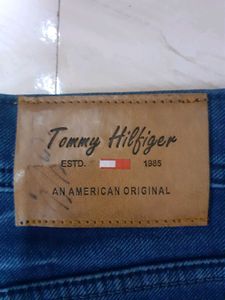 Tommy Hilfiger
ESTD. 1985
AN AMERICAN ORIGINAL